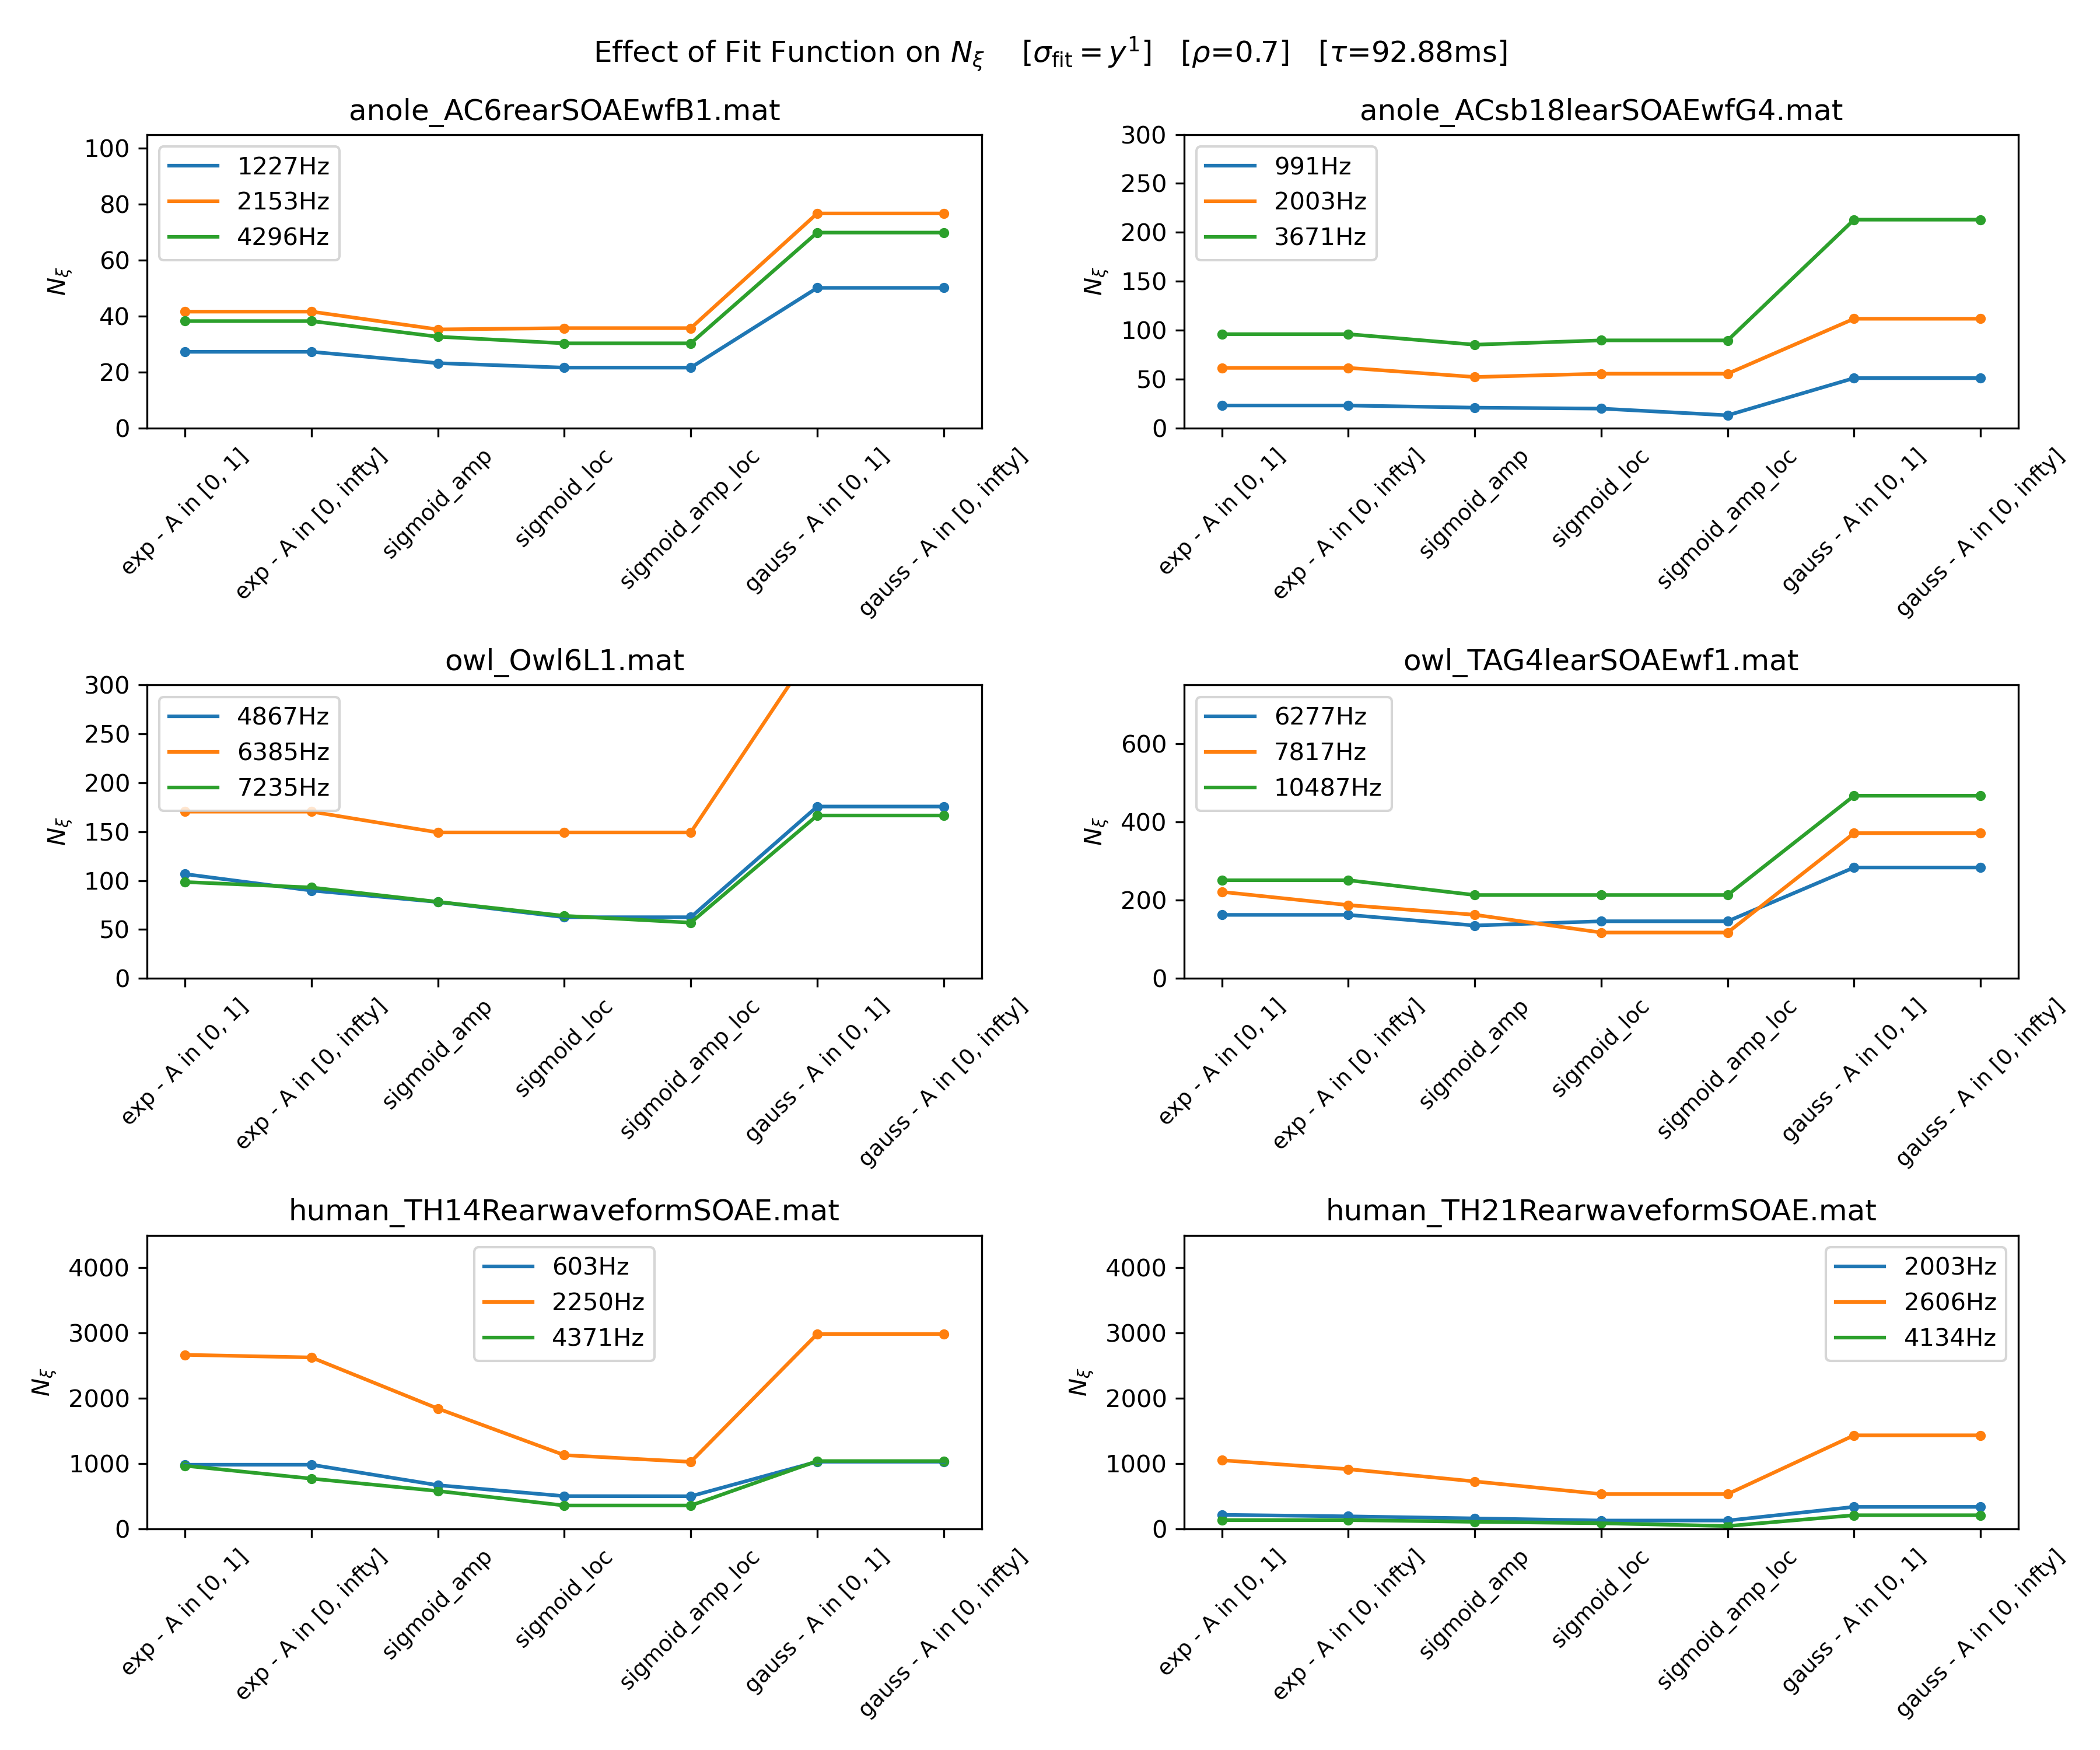 Effect of Fit Function on N_ξ [σ_fit = y¹] [ρ=0.7] [τ=92.88ms]
anole_AC6rearSOAEwfB1.mat
N_ξ
100
80
60
40
20
0
1227Hz
2153Hz
4296Hz
exp - A in [0, 1]
exp - A in [0, infty]
sigmoid_amp
sigmoid_loc
sigmoid_amp_loc
gauss - A in [0, 1]
gauss - A in [0, infty]
anole_ACsb18learSOAEwfG4.mat
N_ξ
300
250
200
150
100
50
0
991Hz
2003Hz
3671Hz
exp - A in [0, 1]
exp - A in [0, infty]
sigmoid_amp
sigmoid_loc
sigmoid_amp_loc
gauss - A in [0, 1]
gauss - A in [0, infty]
owl_Owl6L1.mat
N_ξ
300
250
200
150
100
50
0
4867Hz
6385Hz
7235Hz
exp - A in [0, 1]
exp - A in [0, infty]
sigmoid_amp
sigmoid_loc
sigmoid_amp_loc
gauss - A in [0, 1]
gauss - A in [0, infty]
owl_TAG4learSOAEwf1.mat
N_ξ
600
400
200
0
6277Hz
7817Hz
10487Hz
exp - A in [0, 1]
exp - A in [0, infty]
sigmoid_amp
sigmoid_loc
sigmoid_amp_loc
gauss - A in [0, 1]
gauss - A in [0, infty]
human_TH14RearwaveformSOAE.mat
N_ξ
4000
3000
2000
1000
0
603Hz
2250Hz
4371Hz
exp - A in [0, 1]
exp - A in [0, infty]
sigmoid_amp
sigmoid_loc
sigmoid_amp_loc
gauss - A in [0, 1]
gauss - A in [0, infty]
human_TH21RearwaveformSOAE.mat
N_ξ
4000
3000
2000
1000
0
2003Hz
2606Hz
4134Hz
exp - A in [0, 1]
exp - A in [0, infty]
sigmoid_amp
sigmoid_loc
sigmoid_amp_loc
gauss - A in [0, 1]
gauss - A in [0, infty]